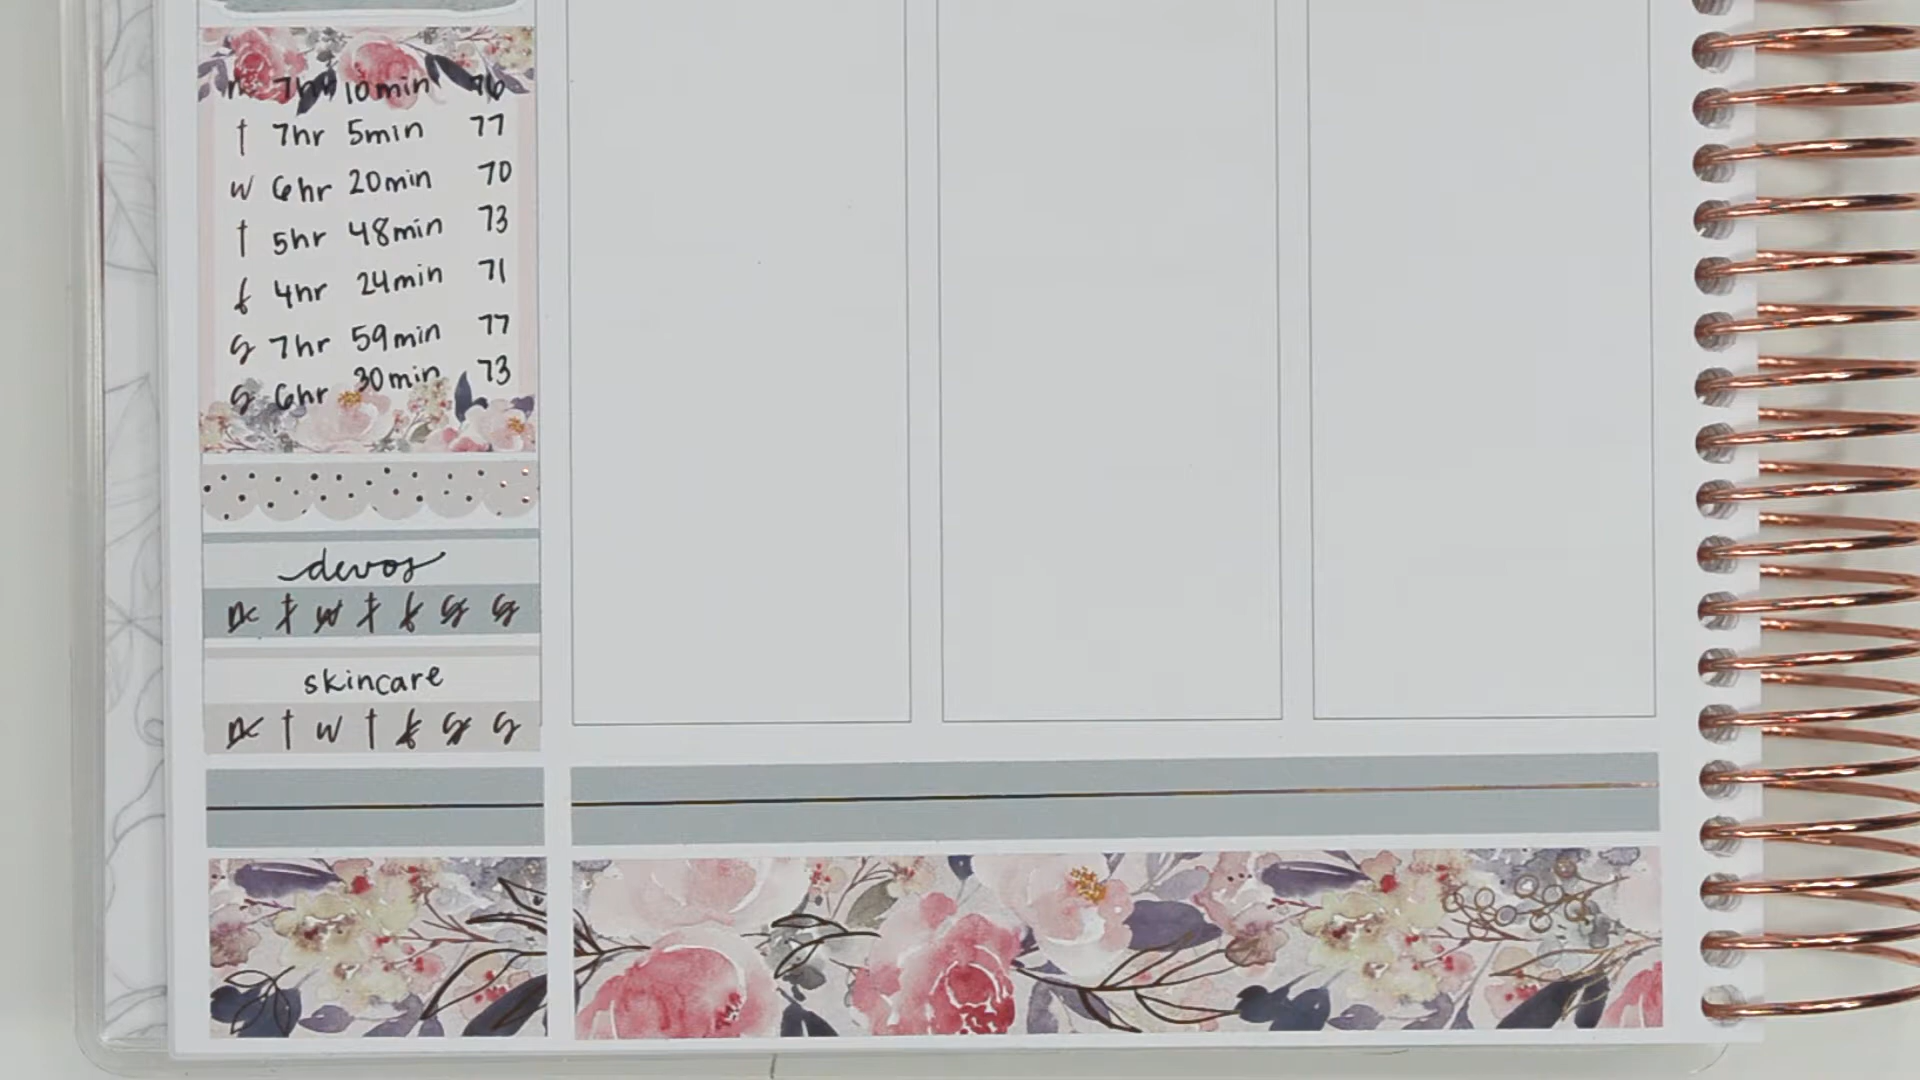 m 7hr 10min 76
t 7hr 5min 77
w 6hr 20min 70
t 5hr 48min 73
f 4hr 24min 71
s 7hr 59min 77
s 6hr 30min 73
devos
m t w t f s s
skincare
m t w t f s s